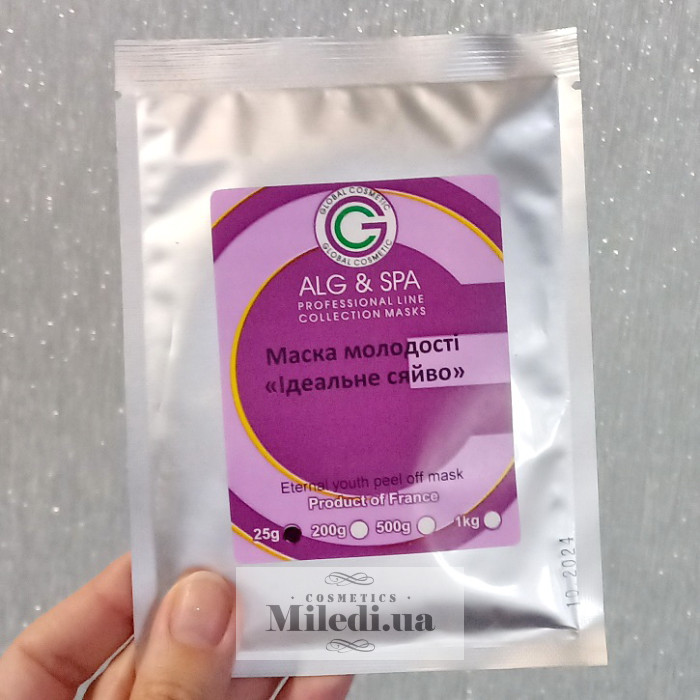 GLOBAL COSMETIC
GLOBAL COSMETIC
ALG & SPA
PROFESSIONAL LINE
COLLECTION MASKS
Маска молодості
«Ідеальне сяйво»
Eternal youth peel off mask
Product of France
25g 200g 500g 1kg
10 2024
· COSMETICS ·
Miledi.ua